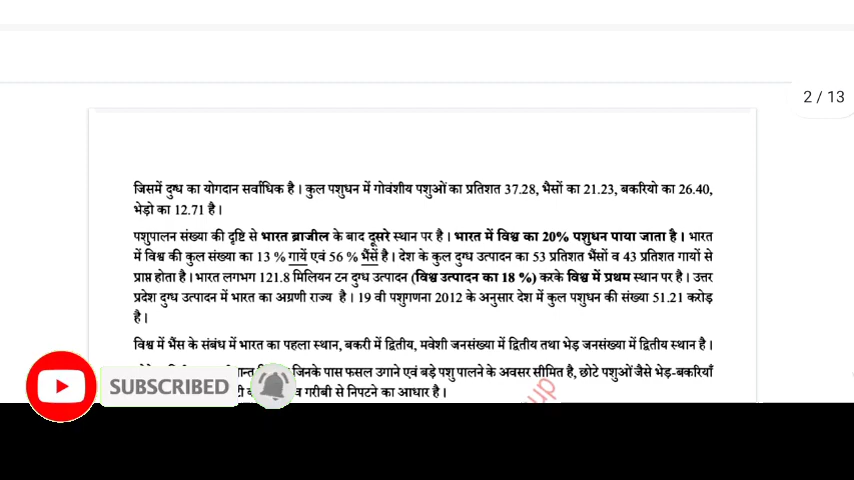 2 / 13
जिसमें दुग्ध का योगदान सर्वाधिक है। कुल पशुधन में गोवंशीय पशुओं का प्रतिशत 37.28, भैसों का 21.23, बकरियो का 26.40,
भेड़ो का 12.71 है।
पशुपालन संख्या की दृष्टि से भारत ब्राजील के बाद दूसरे स्थान पर है। भारत में विश्व का 20% पशुधन पाया जाता है। भारत
में विश्व की कुल संख्या का 13 % गायें एवं 56 % भैंसें है। देश के कुल दुग्ध उत्पादन का 53 प्रतिशत भैंसों व 43 प्रतिशत गायों से
प्राप्त होता है। भारत लगभग 121.8 मिलियन टन दुग्ध उत्पादन (विश्व उत्पादन का 18 %) करके विश्व में प्रथम स्थान पर है। उत्तर
प्रदेश दुग्ध उत्पादन में भारत का अग्रणी राज्य है। 19 वी पशुगणना 2012 के अनुसार देश में कुल पशुधन की संख्या 51.21 करोड़
है।
विश्व में भैंस के संबंध में भारत का पहला स्थान, बकरी में द्वितीय, मवेशी जनसंख्या में द्वितीय तथा भेड़ जनसंख्या में द्वितीय स्थान है।
जिनके पास फसल उगाने एवं बड़े पशु पालने के अवसर सीमित है, छोटे पशुओं जैसे भेड़-बकरियाँ
व गरीबी से निपटने का आधार है।
SUBSCRIBED